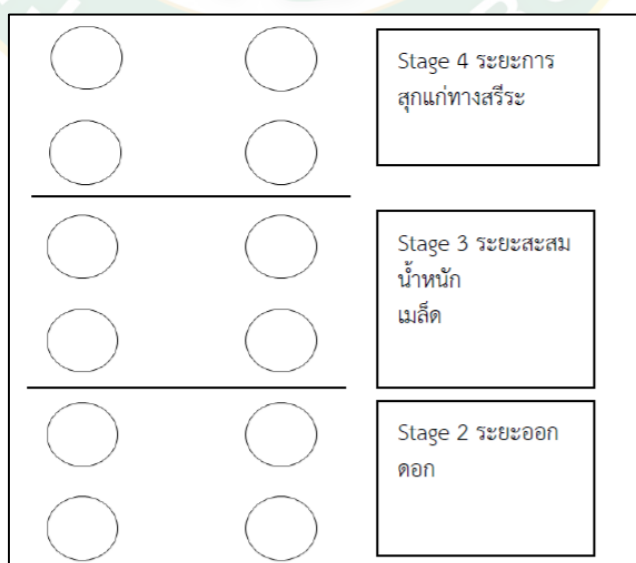 Stage 4 ระยะการ
สุกแก่ทางสรีระ
Stage 3 ระยะสะสม
น้ำหนัก
เมล็ด
Stage 2 ระยะออก
ดอก